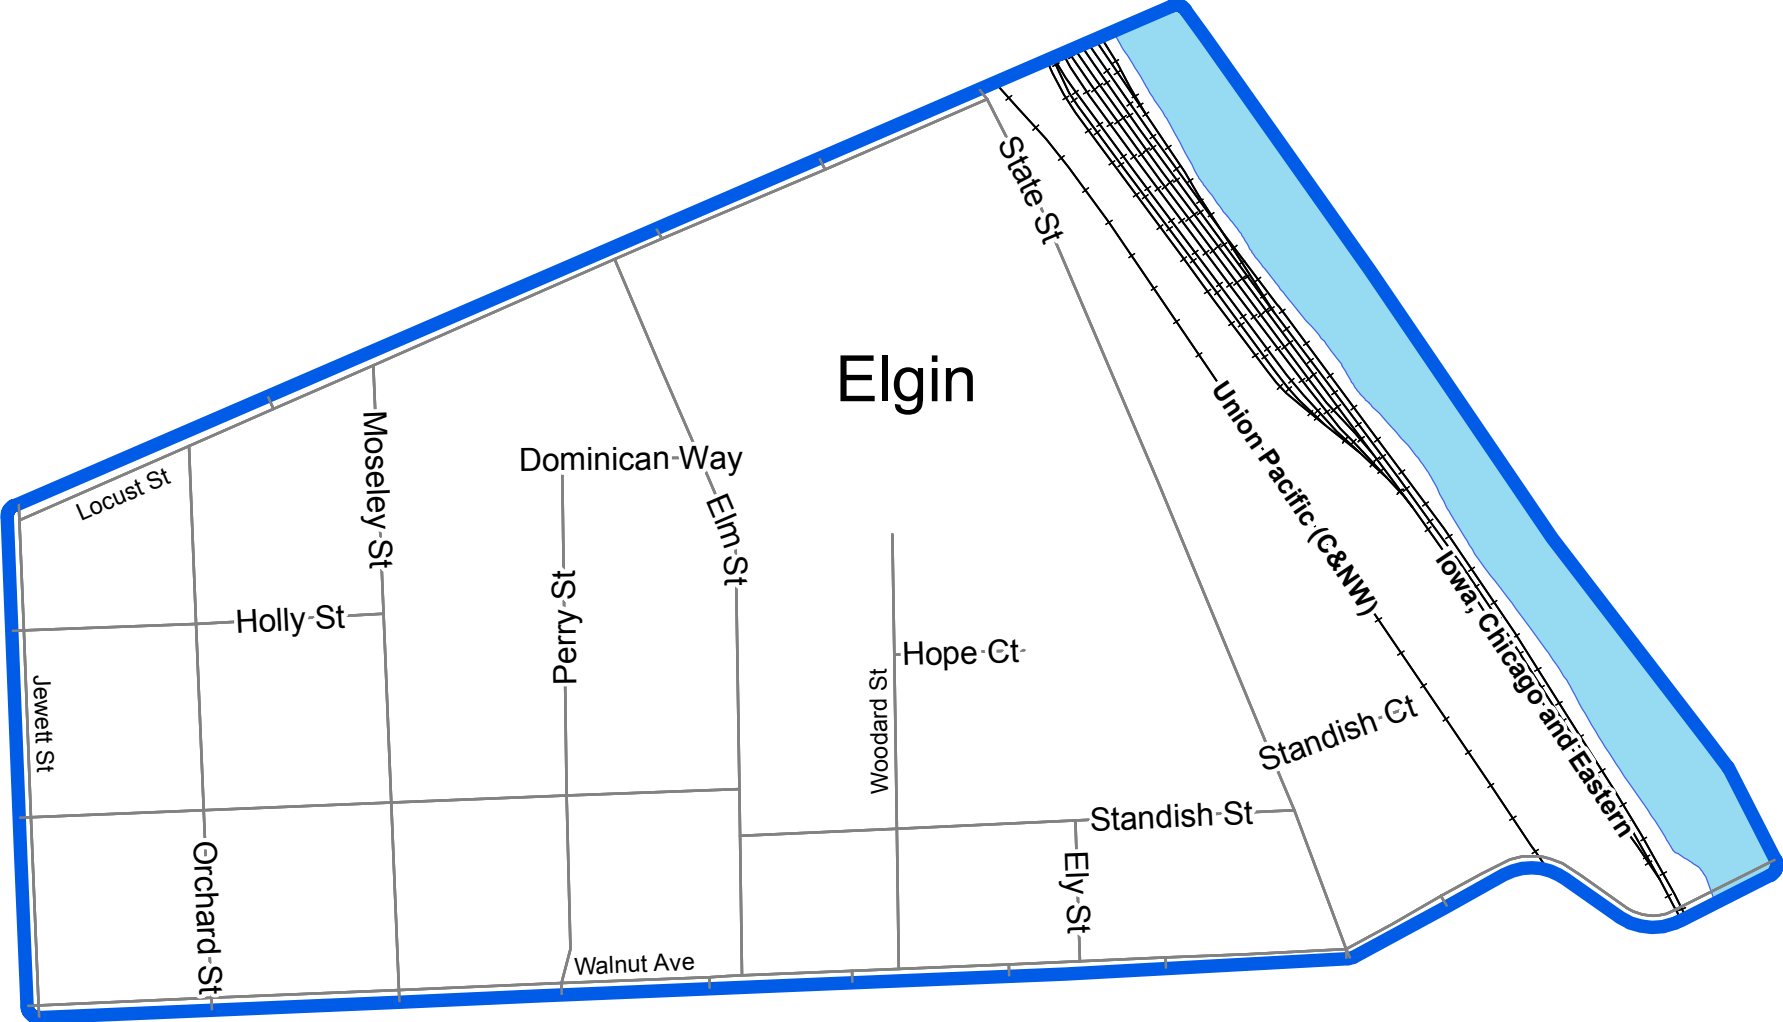 State St
Elgin
Union Pacific (C&NW)
Moseley St
Dominican Way
Locust St
Elm St
Iowa, Chicago and Eastern
Perry St
Holly St
Hope Ct
Jewett St
Woodard St
Standish Ct
Standish St
Orchard St
Ely St
Walnut Ave